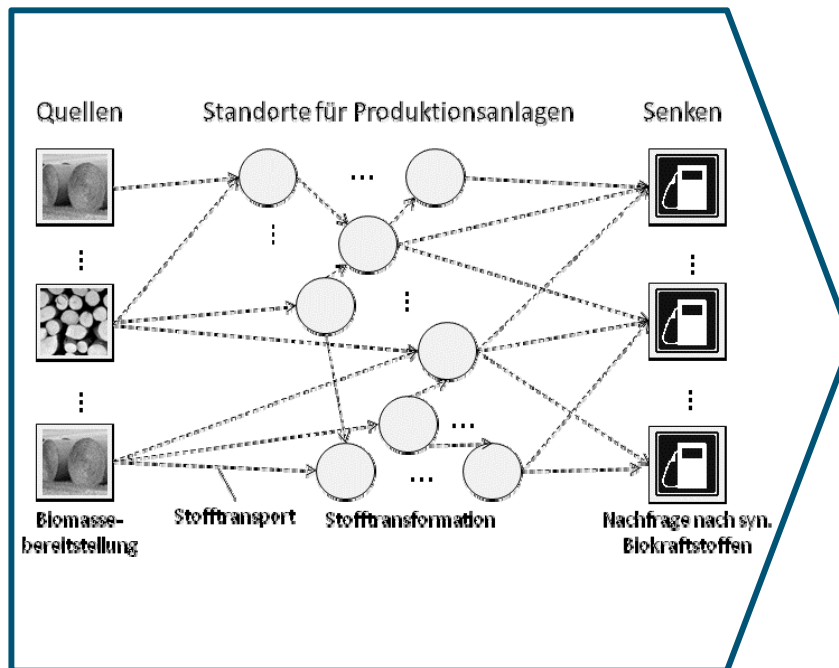 Quellen
Standorte für Produktionsanlagen
Senken
Stofftransport
Stofftransformation
Biomasse-
bereitstellung
Nachfrage nach syn.
Biokraftstoffen